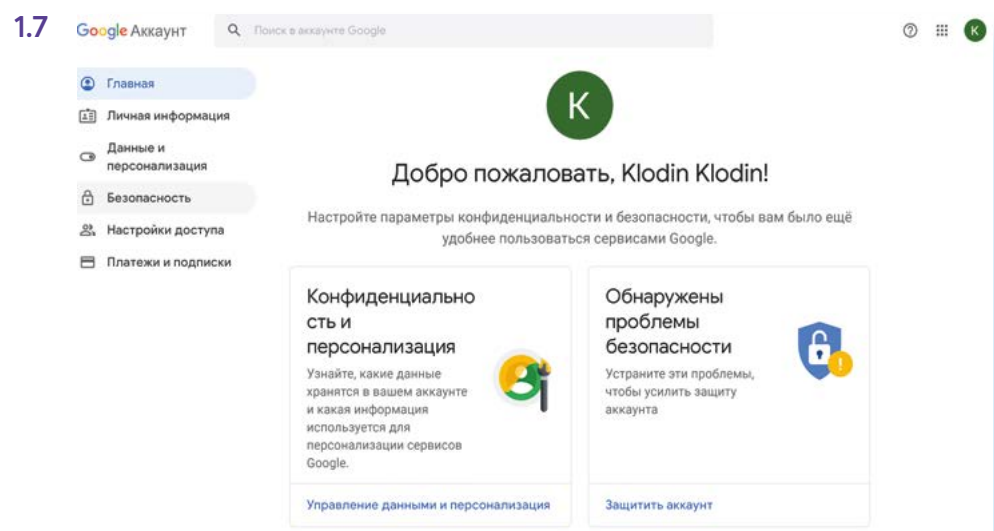 1.7
Google Аккаунт
Поиск в аккаунте Google
K
Главная
Личная информация
Данные и
персонализация
Безопасность
Настройки доступа
Платежи и подписки
K
Добро пожаловать, Klodin Klodin!
Настройте параметры конфиденциальности и безопасности, чтобы вам было ещё
удобнее пользоваться сервисами Google.
Конфиденциально
сть и
персонализация
Узнайте, какие данные
хранятся в вашем аккаунте
и какая информация
используется для
персонализации сервисов
Google.
Управление данными и персонализация
Обнаружены
проблемы
безопасности
Устраните эти проблемы,
чтобы усилить защиту
аккаунта
Защитить аккаунт